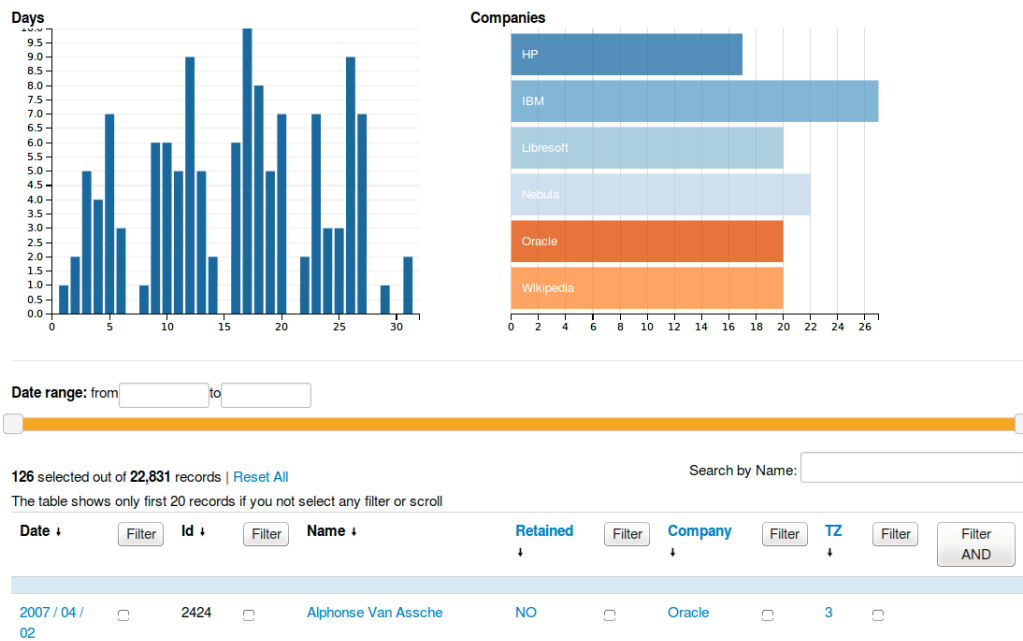 Days
10.0
9.5
9.0
8.5
8.0
7.5
7.0
6.5
6.0
5.5
5.0
4.5
4.0
3.5
3.0
2.5
2.0
1.5
1.0
0.5
0.0
0 5 10 15 20 25 30
Companies
HP
IBM
Libresoft
Nebula
Oracle
Wikipedia
0 2 4 6 8 10 12 14 16 18 20 22 24 26
Date range: from to
126 selected out of 22,831 records | Reset All
Search by Name:
The table shows only first 20 records if you not select any filter or scroll
Date ↓ Filter Id ↓ Filter Name ↓ Retained ↓ Filter Company ↓ Filter TZ ↓ Filter Filter AND
2007 / 04 / 2424 Alphonse Van Assche NO Oracle 3
02